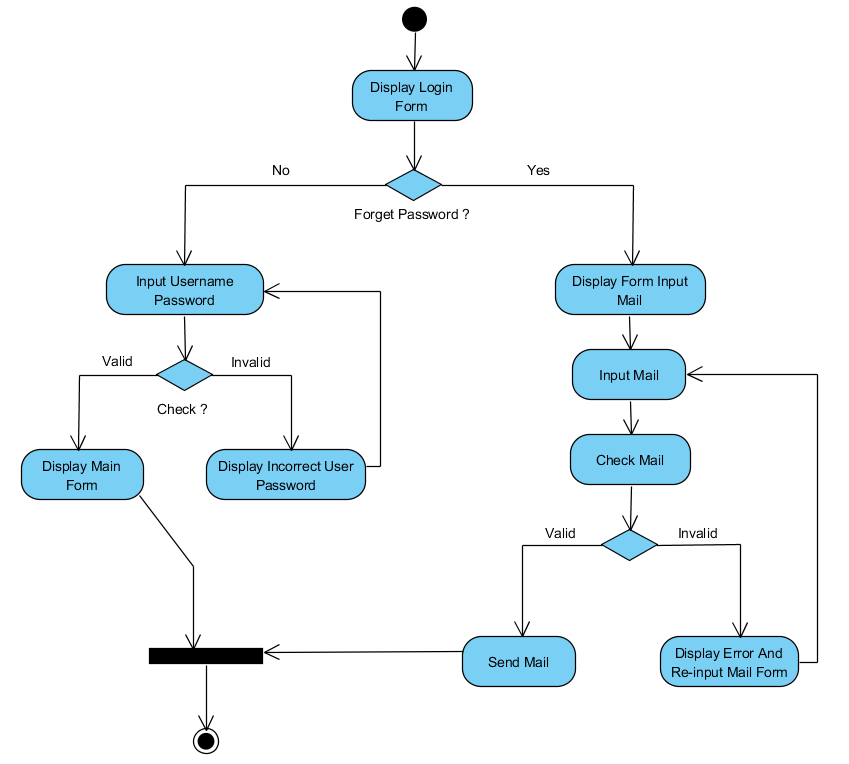 Display Login
Form
No
Yes
Forget Password ?
Input Username
Password
Display Form Input
Mail
Valid
Invalid
Check ?
Input Mail
Display Main
Form
Display Incorrect User
Password
Check Mail
Valid
Invalid
Send Mail
Display Error And
Re-input Mail Form